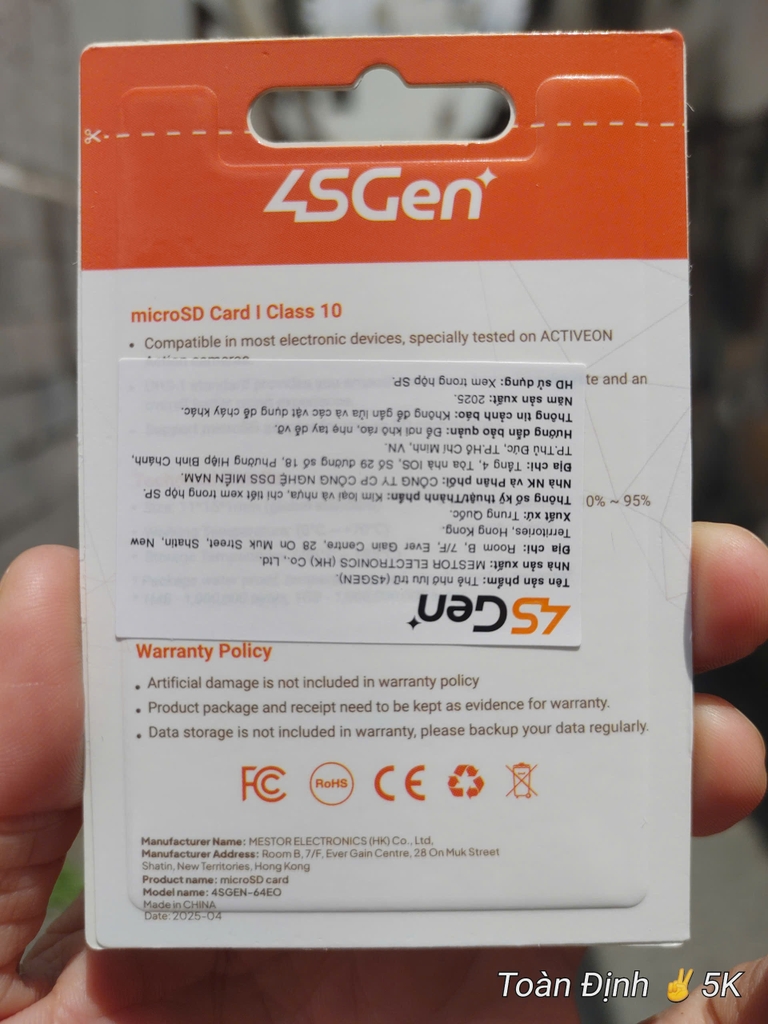 4SGen
microSD Card | Class 10
• Compatible in most electronic devices, specially tested on ACTIVEON
Action cameras
te and an
0% ~ 95%
4SGen
Tên sản phẩm: Thẻ lưu nhớ lưu trữ (4SGEN).
Nhà sản xuất: MESTOR ELECTRONICS (HK) Co., Ltd.
Địa chỉ: Room B, 7/F, Ever Gain Centre, 28 On Muk Street, Shatin, New
Territories, Hong Kong.
Xuất xứ: Trung Quốc.
Thông số kỹ thuật/Thành phần: Kim loại và nhựa, chi tiết xem trong hộp SP.
Nhà NK và Phân phối: CÔNG TY CP CÔNG NGHỆ DSS MIỀN NAM.
Địa chỉ: Tầng 4, Tòa nhà IOS, Số 29 đường số 18, Phường Hiệp Bình Chánh,
TP.Thủ Đức, TP.Hồ Chí Minh, VN.
Hướng dẫn bảo quản: Để nơi khô ráo, nhẹ tay dễ vỡ.
Thông tin cảnh báo: Không để gần lửa và các vật dụng dễ cháy khác.
Năm sản xuất: 2025.
HD sử dụng: Xem trong hộp SP.
Warranty Policy
• Artificial damage is not included in warranty policy
• Product package and receipt need to be kept as evidence for warranty.
• Data storage is not included in warranty, please backup your data regularly.
FC RoHS CE
Manufacturer Name: MESTOR ELECTRONICS (HK) Co., Ltd,
Manufacturer Address: Room B, 7/F, Ever Gain Centre, 28 On Muk Street
Shatin, New Territories, Hong Kong
Product name: microSD card
Model name: 4SGEN-64EO
Made in CHINA
Date: 2025-04
Toàn Định ✌️ 5K